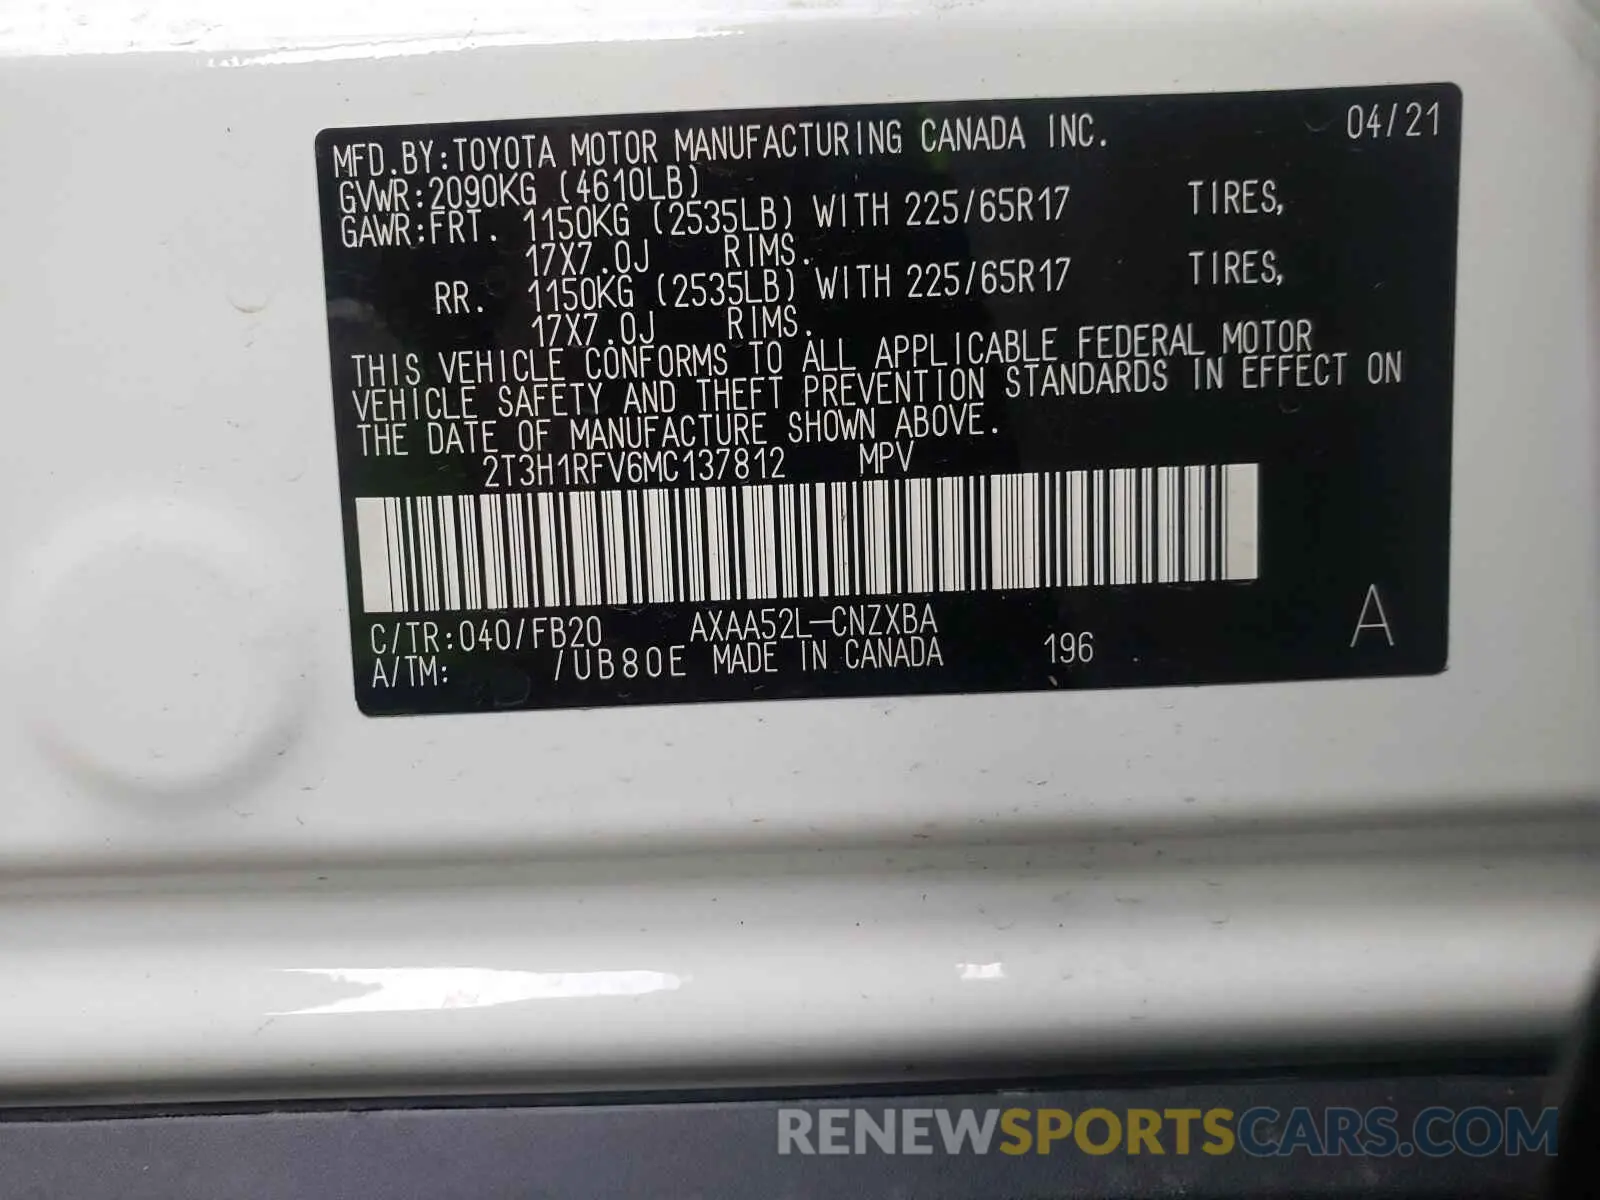 MFD.BY:TOYOTA MOTOR MANUFACTURING CANADA INC. 04/21
GVWR:2090KG (4610LB)
GAWR:FRT. 1150KG (2535LB) WITH 225/65R17 TIRES,
17X7.0J RIMS.
RR. 1150KG (2535LB) WITH 225/65R17 TIRES,
17X7.0J RIMS.
THIS VEHICLE CONFORMS TO ALL APPLICABLE FEDERAL MOTOR
VEHICLE SAFETY AND THEFT PREVENTION STANDARDS IN EFFECT ON
THE DATE OF MANUFACTURE SHOWN ABOVE.
2T3H1RFV6MC137812 MPV
C/TR:040/FB20 AXAA52L-CNZXBA
A/TM: /UB80E MADE IN CANADA 196 A
RENEWSPORTSCARS.COM